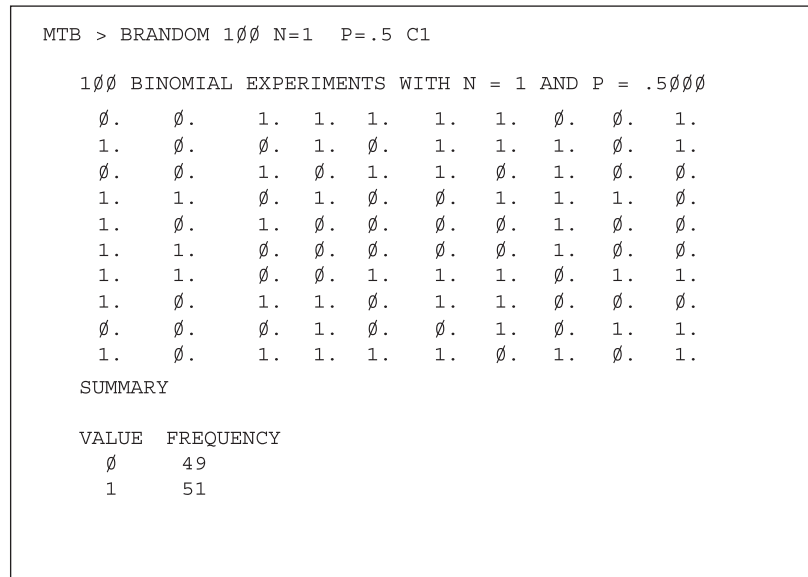 MTB > BRANDOM 1ØØ N=1 P=.5 C1
1ØØ BINOMIAL EXPERIMENTS WITH N = 1 AND P = .5ØØØ
Ø. Ø. 1. 1. 1. 1. 1. Ø. Ø. 1.
1. Ø. Ø. 1. Ø. 1. 1. 1. Ø. 1.
Ø. Ø. 1. Ø. 1. 1. Ø. 1. Ø. Ø.
1. 1. Ø. 1. Ø. Ø. 1. 1. 1. Ø.
1. Ø. 1. Ø. Ø. Ø. Ø. 1. Ø. Ø.
1. 1. Ø. Ø. Ø. Ø. Ø. 1. Ø. Ø.
1. 1. Ø. Ø. 1. 1. 1. Ø. 1. 1.
1. Ø. 1. 1. Ø. 1. 1. Ø. Ø. Ø.
Ø. Ø. Ø. 1. Ø. Ø. 1. Ø. 1. 1.
1. Ø. 1. 1. 1. 1. Ø. 1. Ø. 1.
SUMMARY
VALUE FREQUENCY
Ø 49
1 51